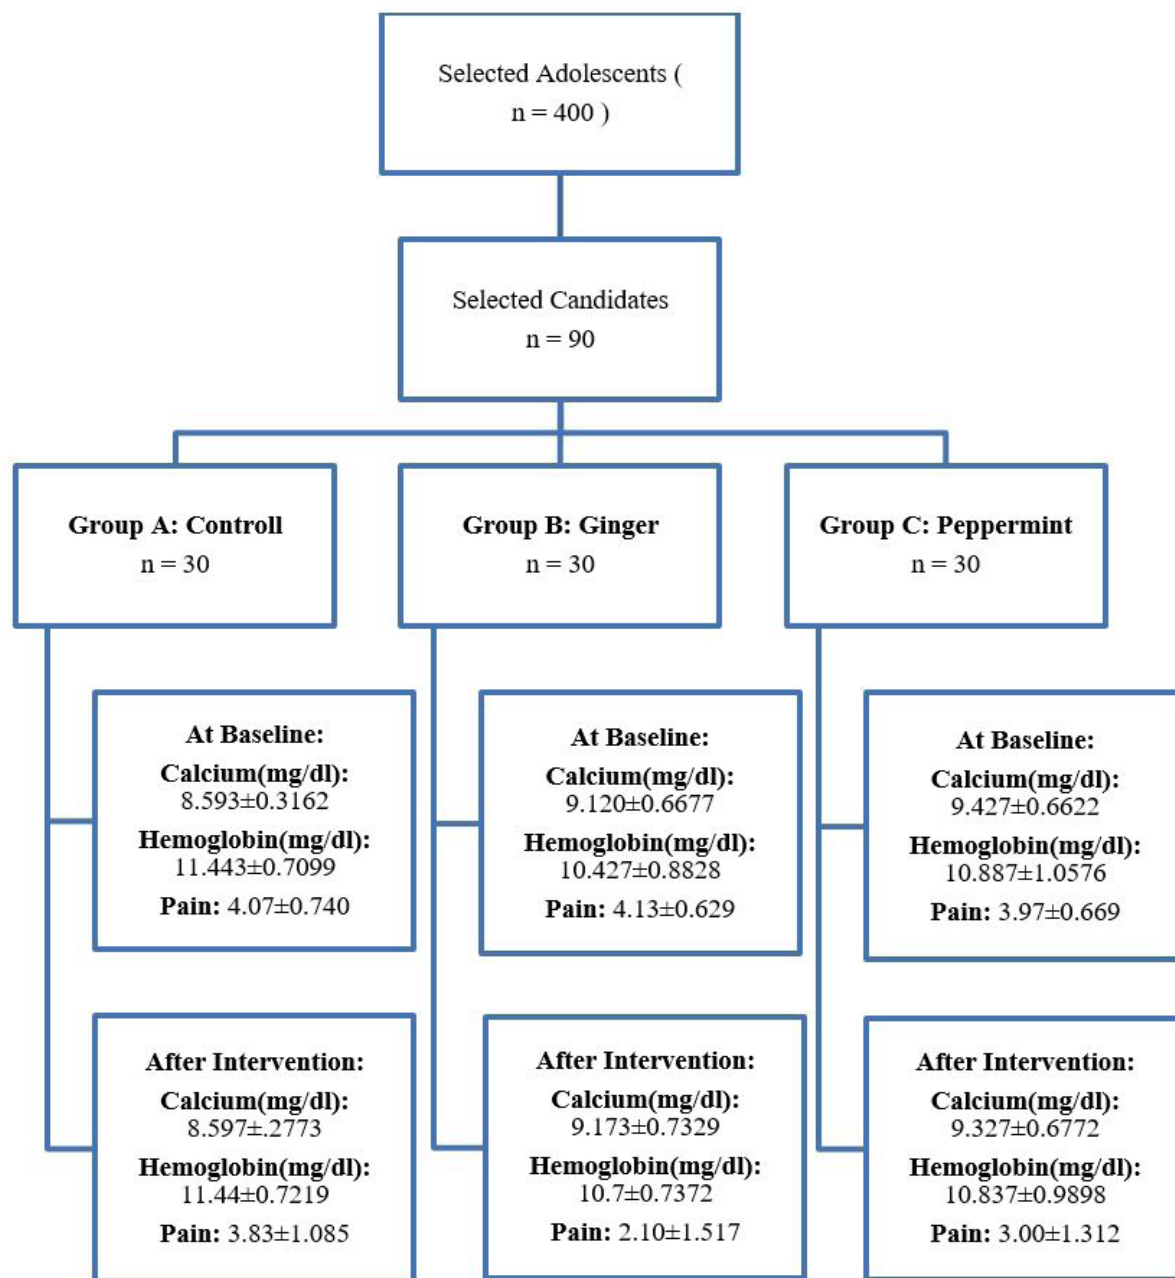 Selected Adolescents (
n = 400 )
Selected Candidates
n = 90
Group A: Controll
n = 30
Group B: Ginger
n = 30
Group C: Peppermint
n = 30
At Baseline:
Calcium(mg/dl):
8.593±0.3162
Hemoglobin(mg/dl):
11.443±0.7099
Pain: 4.07±0.740
At Baseline:
Calcium(mg/dl):
9.120±0.6677
Hemoglobin(mg/dl):
10.427±0.8828
Pain: 4.13±0.629
At Baseline:
Calcium(mg/dl):
9.427±0.6622
Hemoglobin(mg/dl):
10.887±1.0576
Pain: 3.97±0.669
After Intervention:
Calcium(mg/dl):
8.597±.2773
Hemoglobin(mg/dl):
11.44±0.7219
Pain: 3.83±1.085
After Intervention:
Calcium(mg/dl):
9.173±0.7329
Hemoglobin(mg/dl):
10.7±0.7372
Pain: 2.10±1.517
After Intervention:
Calcium(mg/dl):
9.327±0.6772
Hemoglobin(mg/dl):
10.837±0.9898
Pain: 3.00±1.312